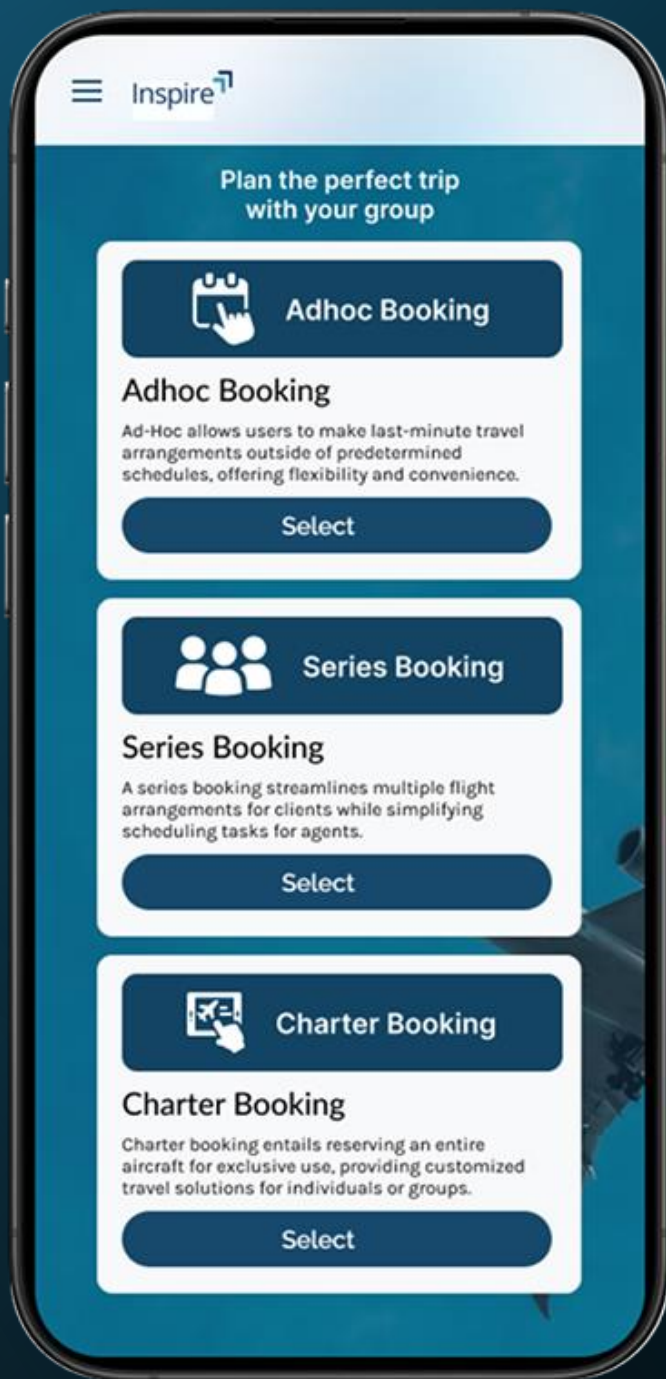 Inspire
Plan the perfect trip
with your group
Adhoc Booking
Adhoc Booking
Ad-Hoc allows users to make last-minute travel
arrangements outside of predetermined
schedules, offering flexibility and convenience.
Select
Series Booking
Series Booking
A series booking streamlines multiple flight
arrangements for clients while simplifying
scheduling tasks for agents.
Select
Charter Booking
Charter Booking
Charter booking entails reserving an entire
aircraft for exclusive use, providing customized
travel solutions for individuals or groups.
Select